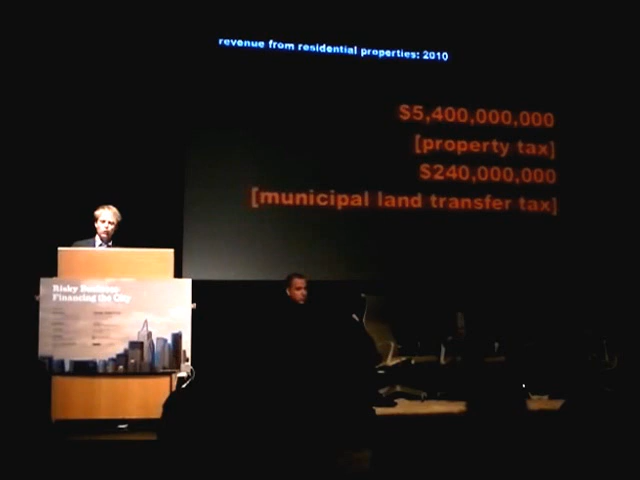 revenue from residential properties: 2010
$5,400,000,000
[property tax]
$240,000,000
[municipal land transfer tax]
Risky Business
Financing the City